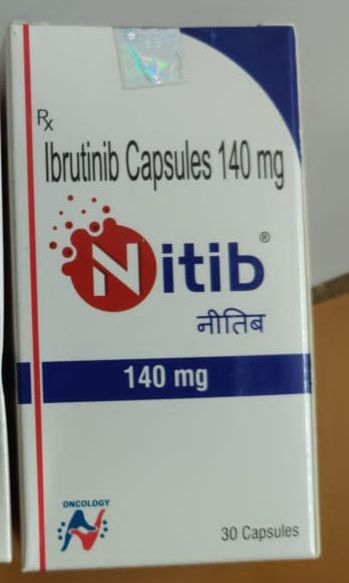 Rx
Ibrutinib Capsules 140 mg
Nitib®
नीतिब
140 mg
ONCOLOGY
30 Capsules